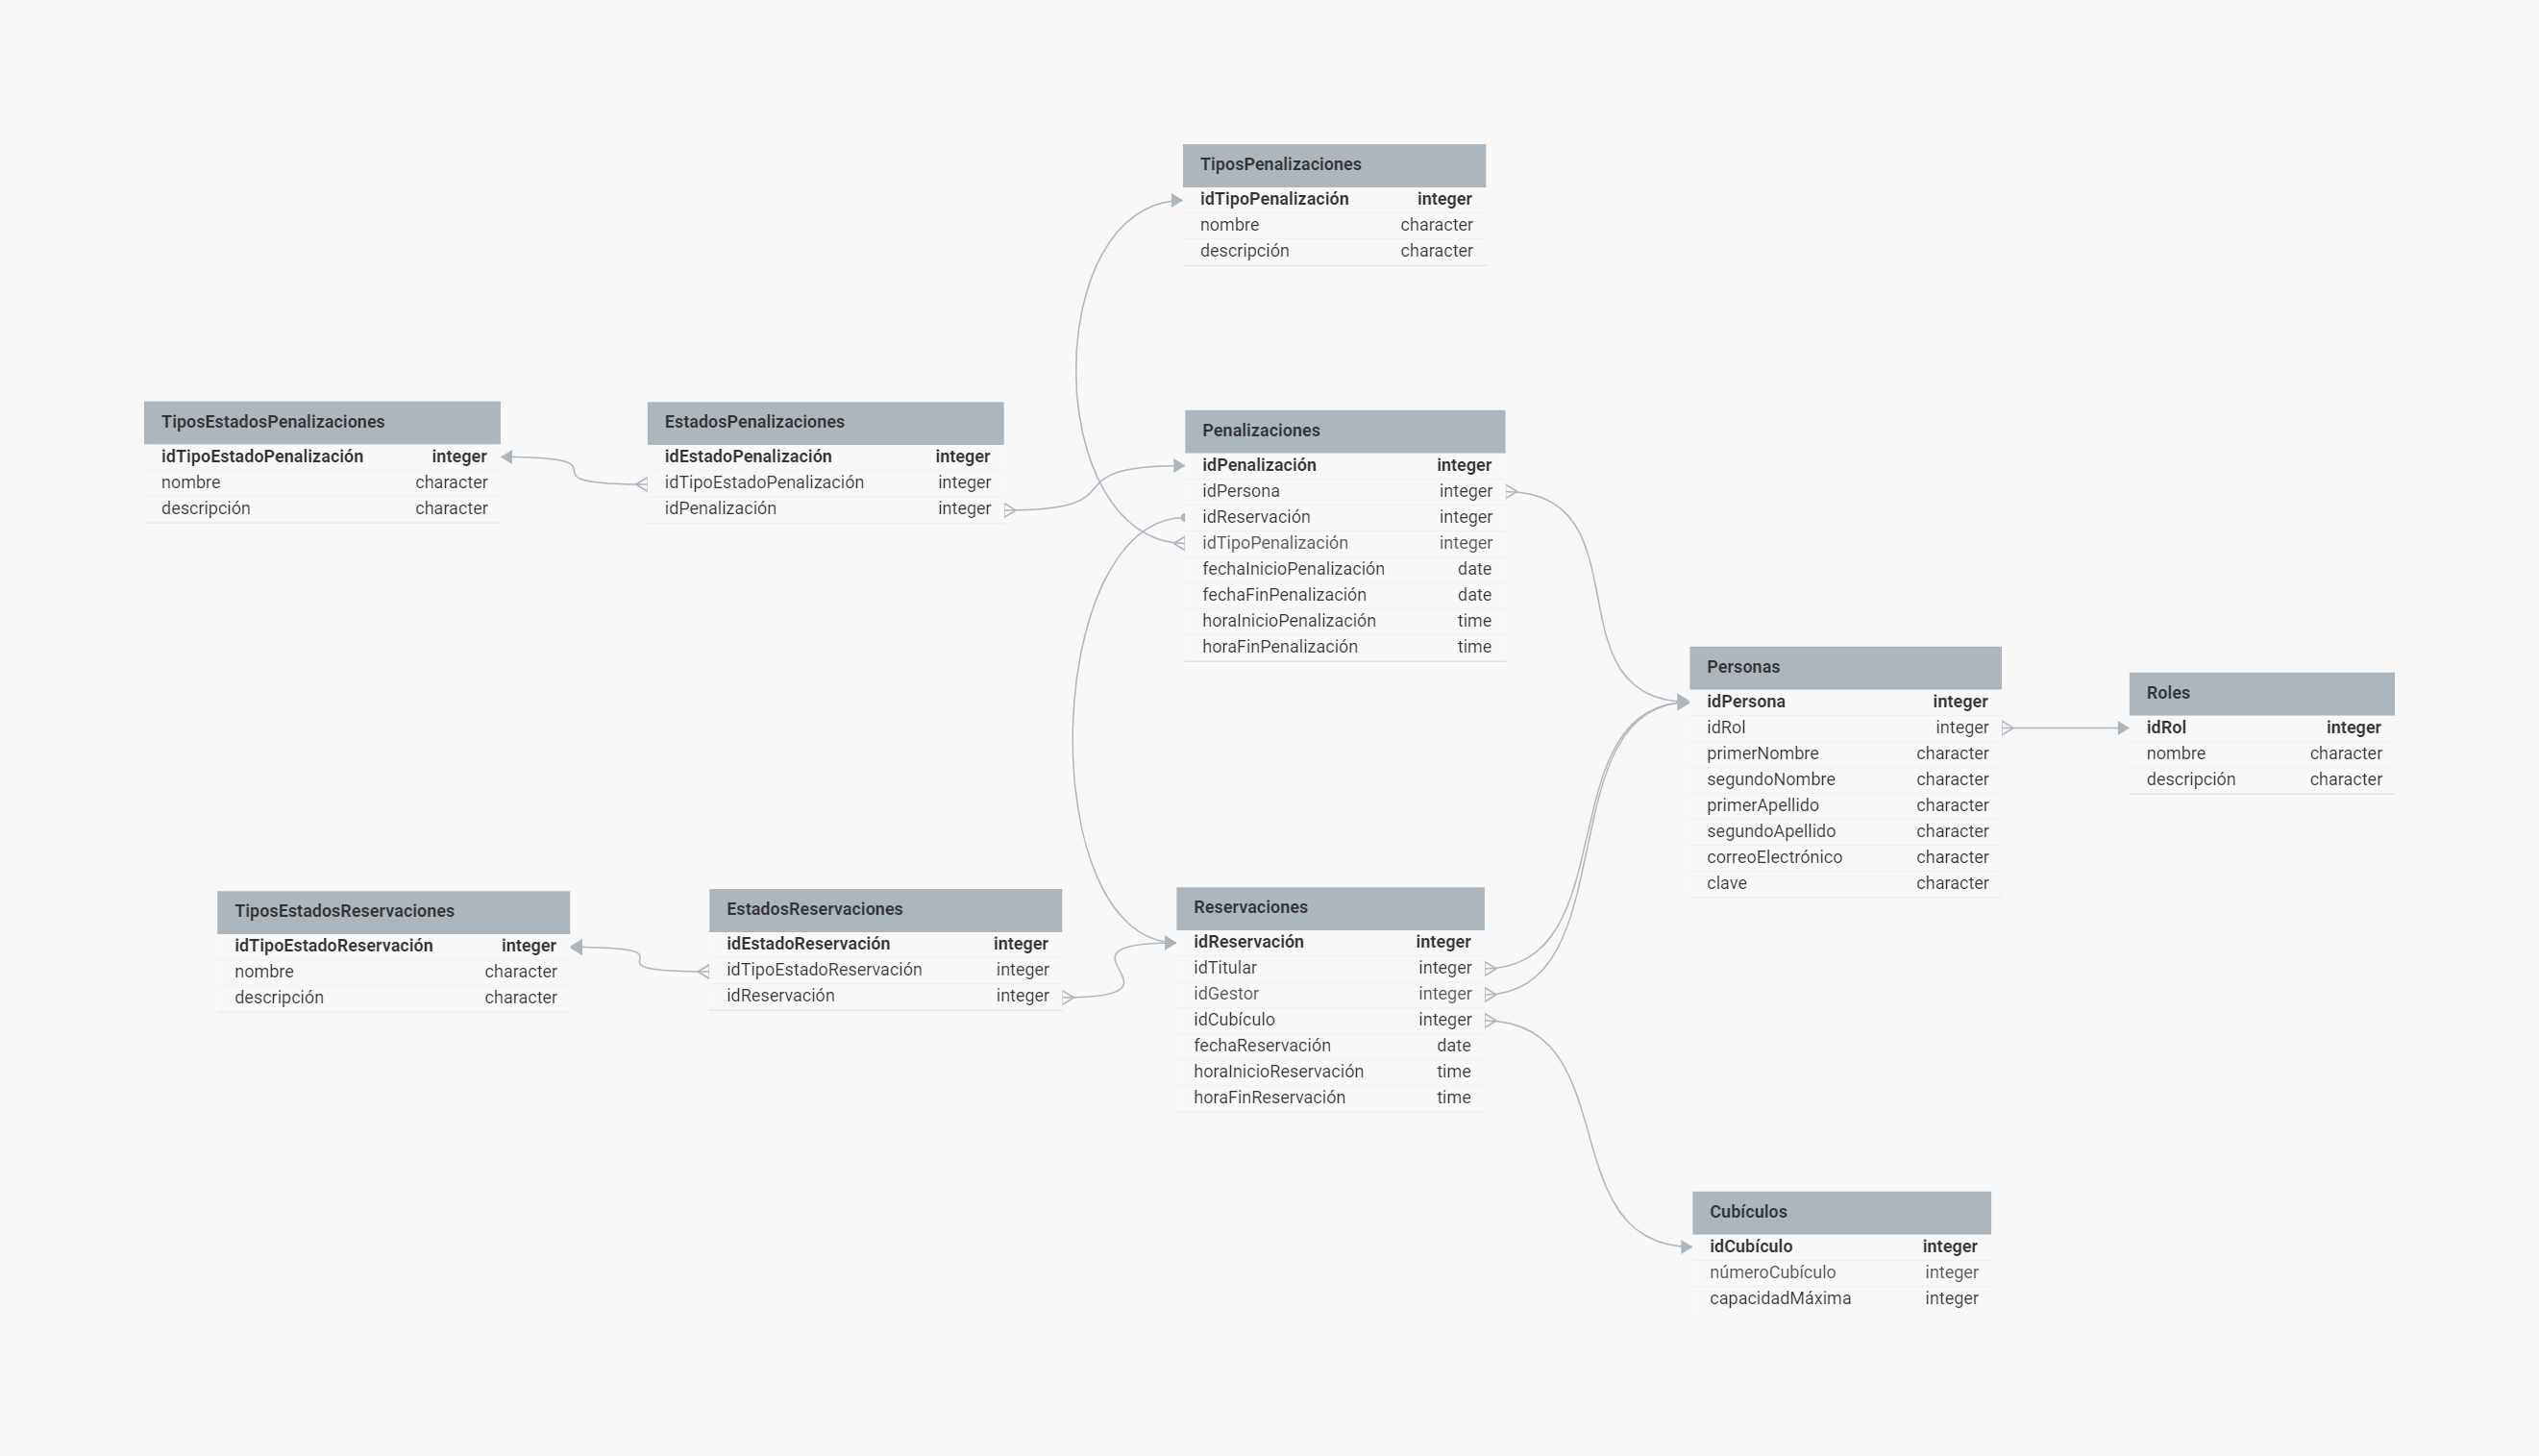 TiposPenalizaciones
idTipoPenalización integer
nombre character
descripción character
TiposEstadosPenalizaciones
idTipoEstadoPenalización integer
nombre character
descripción character
EstadosPenalizaciones
idEstadoPenalización integer
idTipoEstadoPenalización integer
idPenalización integer
Penalizaciones
idPenalización integer
idPersona integer
idReservación integer
idTipoPenalización integer
fechaInicioPenalización date
fechaFinPenalización date
horaInicioPenalización time
horaFinPenalización time
Personas
idPersona integer
idRol integer
primerNombre character
segundoNombre character
primerApellido character
segundoApellido character
correoElectrónico character
clave character
Roles
idRol integer
nombre character
descripción character
TiposEstadosReservaciones
idTipoEstadoReservación integer
nombre character
descripción character
EstadosReservaciones
idEstadoReservación integer
idTipoEstadoReservación integer
idReservación integer
Reservaciones
idReservación integer
idTitular integer
idGestor integer
idCubículo integer
fechaReservación date
horaInicioReservación time
horaFinReservación time
Cubículos
idCubículo integer
númeroCubículo integer
capacidadMáxima integer